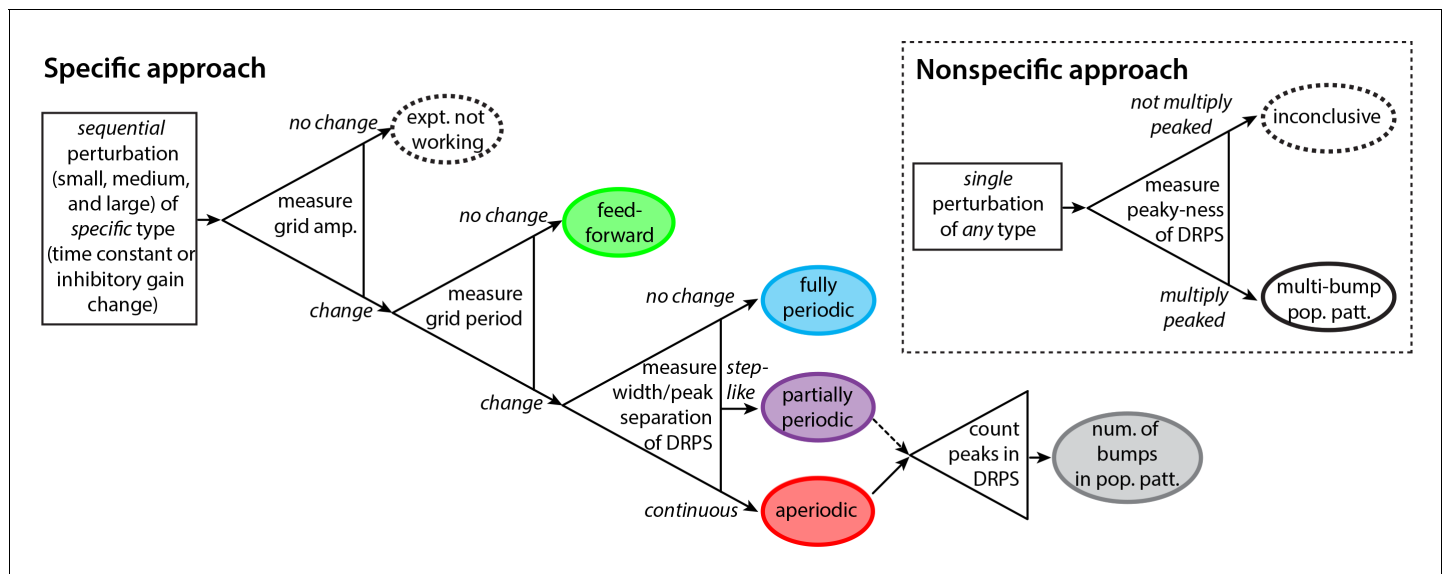 Specific approach
sequential
perturbation
(small, medium,
and large) of
specific type
(time constant or
inhibitory gain
change)
no change
expt. not
working
measure
grid amp.
change
no change
feed-
forward
measure
grid period
change
no change
fully
periodic
measure
width/peak
separation
of DRPS
step-
like
partially
periodic
continuous
aperiodic
count
peaks in
DRPS
num. of
bumps
in pop. patt.
Nonspecific approach
single
perturbation
of any type
not multiply
peaked
inconclusive
measure
peaky-ness
of DRPS
multiply
peaked
multi-bump
pop. patt.